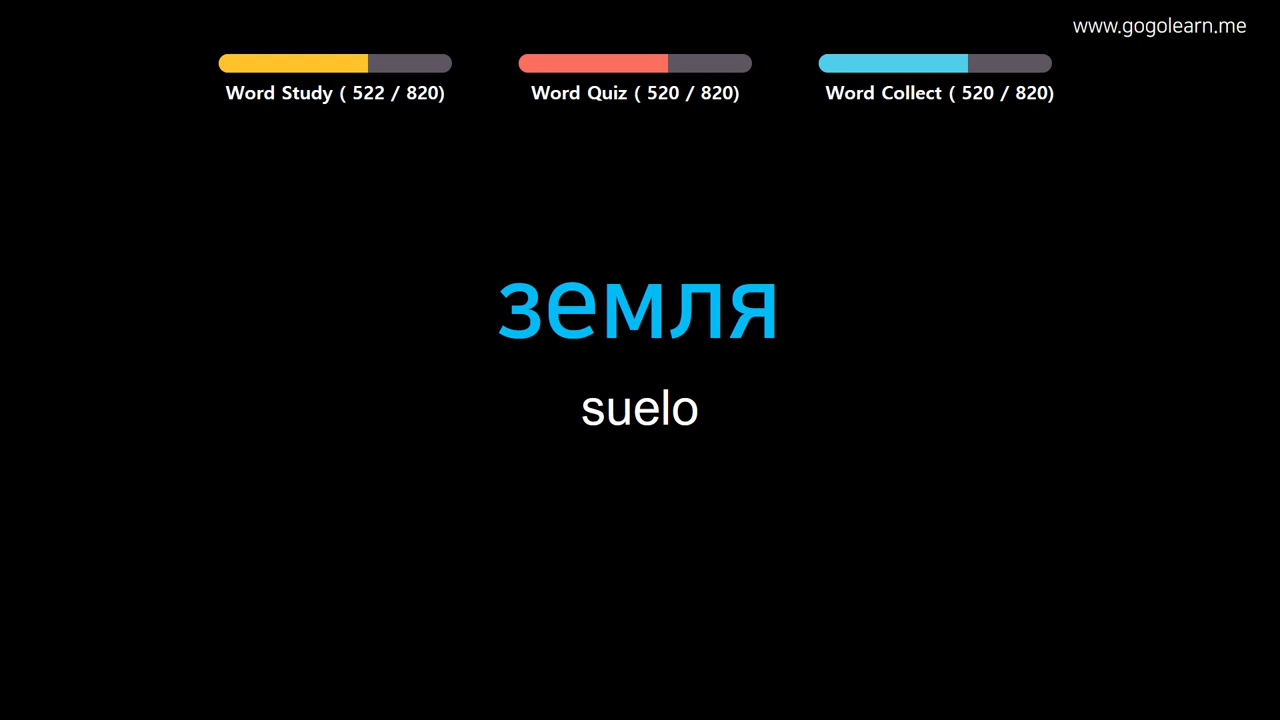 www.gogolearn.me
Word Study ( 522 / 820)
Word Quiz ( 520 / 820)
Word Collect ( 520 / 820)
земля
suelo